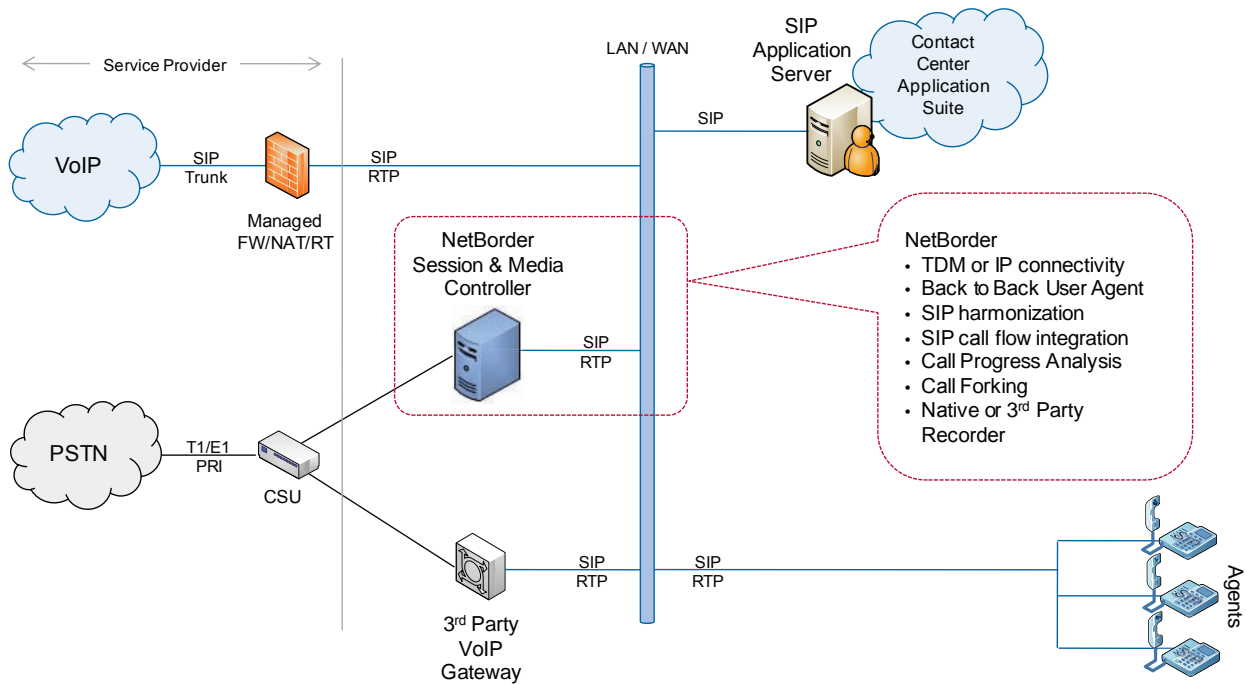 Service Provider
LAN / WAN
SIP
Application
Server
Contact
Center
Application
Suite
VoIP
SIP
Trunk
Managed
FW/NAT/RT
SIP
RTP
SIP
NetBorder
Session & Media
Controller
SIP
RTP
NetBorder
• TDM or IP connectivity
• Back to Back User Agent
• SIP harmonization
• SIP call flow integration
• Call Progress Analysis
• Call Forking
• Native or 3rd Party
Recorder
PSTN
T1/E1
PRI
CSU
3rd Party
VoIP
Gateway
SIP
RTP
SIP
RTP
Agents